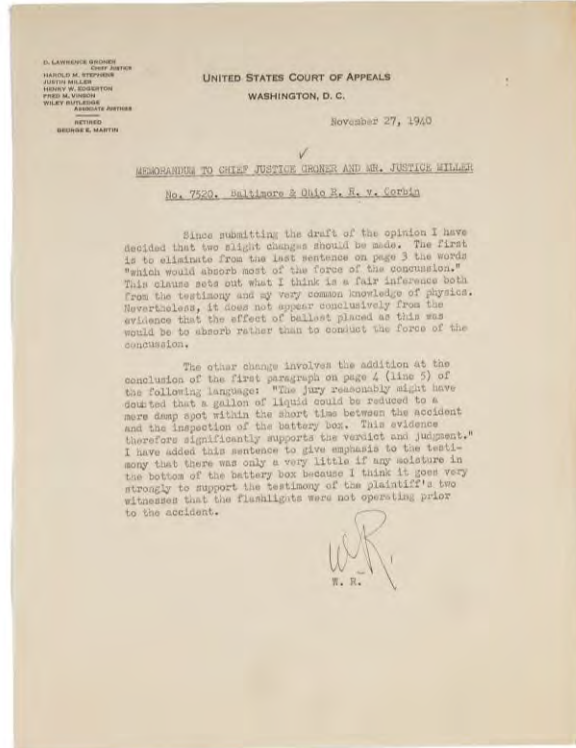 D. LAWRENCE GRONER
CHIEF JUSTICE
HAROLD M. STEPHENS
JUSTIN MILLER
HENRY W. EDGERTON
FRED M. VINSON
WILEY RUTLEDGE
ASSOCIATE JUSTICES
RETIRED
GEORGE E. MARTIN
UNITED STATES COURT OF APPEALS
WASHINGTON, D. C.
November 27, 1940
MEMORANDUM TO CHIEF JUSTICE GRONER AND MR. JUSTICE MILLER
No. 7520. Baltimore & Ohio R. R. v. Corbin
Since submitting the draft of the opinion I have
decided that two slight changes should be made. The first
is to eliminate from the last sentence on page 3 the words
"which would absorb most of the force of the concussion."
This clause sets out what I think is a fair inference both
from the testimony and my very common knowledge of physics.
Nevertheless, it does not appear conclusively from the
evidence that the effect of ballast placed as this was
would be to absorb rather than to conduct the force of the
concussion.
The other change involves the addition at the
conclusion of the first paragraph on page 4 (line 5) of
the following language: "The jury reasonably might have
doubted that a gallon of liquid could be reduced to a
mere damp spot within the short time between the accident
and the inspection of the battery box. This evidence
therefore significantly supports the verdict and judgment."
I have added this sentence to give emphasis to the testi-
mony that there was only a very little if any moisture in
the bottom of the battery box because I think it goes very
strongly to support the testimony of the plaintiff's two
witnesses that the flashlights were not operating prior
to the accident.
WR.
W. R.